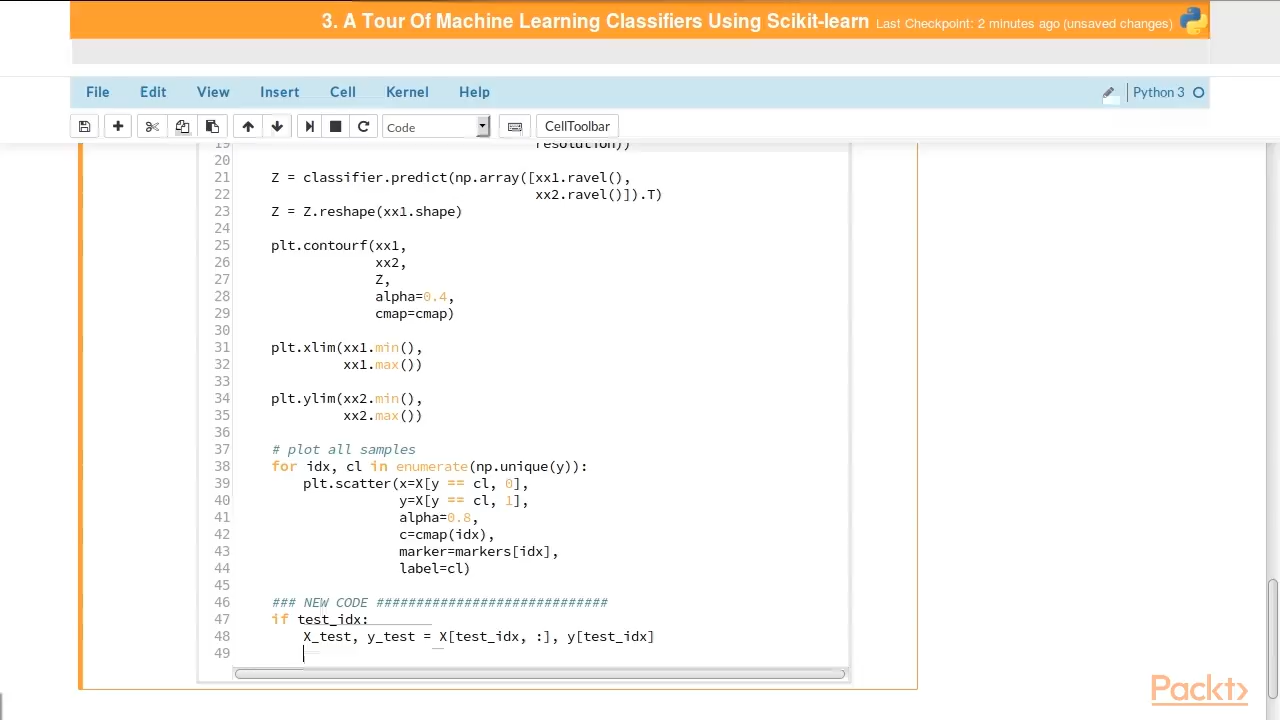 3. A Tour Of Machine Learning Classifiers Using Scikit-learn Last Checkpoint: 2 minutes ago (unsaved changes)
File Edit View Insert Cell Kernel Help Python 3
Code CellToolbar
19 resolution))
20
21 Z = classifier.predict(np.array([xx1.ravel(),
22 xx2.ravel()]).T)
23 Z = Z.reshape(xx1.shape)
24
25 plt.contourf(xx1,
26 xx2,
27 Z,
28 alpha=0.4,
29 cmap=cmap)
30
31 plt.xlim(xx1.min(),
32 xx1.max())
33
34 plt.ylim(xx2.min(),
35 xx2.max())
36
37 # plot all samples
38 for idx, cl in enumerate(np.unique(y)):
39 plt.scatter(x=X[y == cl, 0],
40 y=X[y == cl, 1],
41 alpha=0.8,
42 c=cmap(idx),
43 marker=markers[idx],
44 label=cl)
45
46 ### NEW CODE #############################
47 if test_idx:
48 X_test, y_test = X[test_idx, :], y[test_idx]
49
Packt>